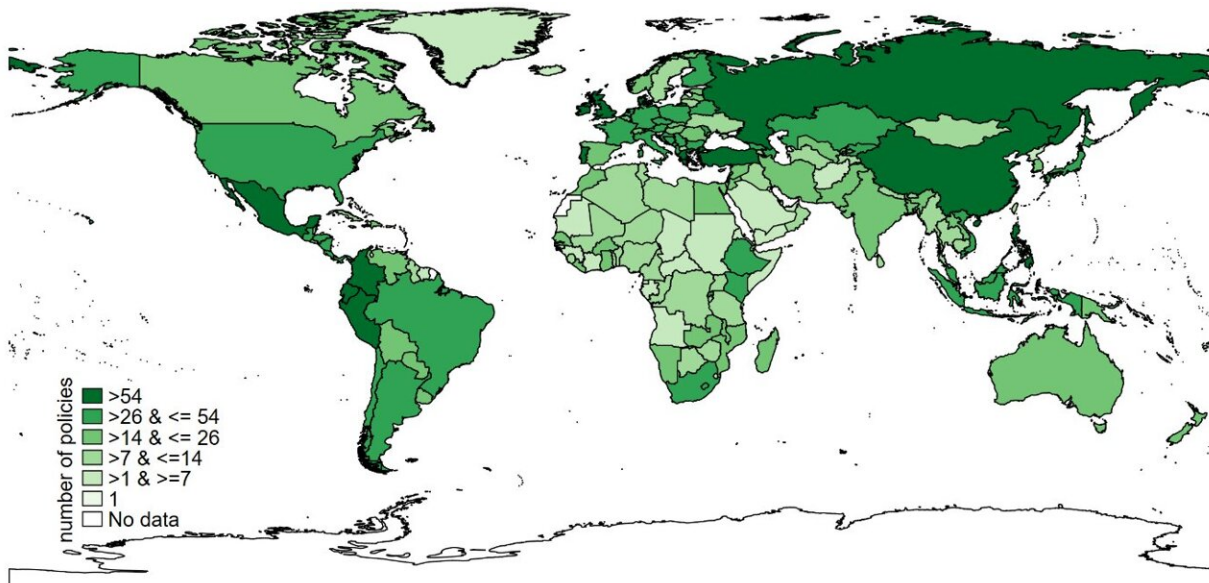 number of policies
>54
>26 & <= 54
>14 & <= 26
>7 & <=14
>1 & >=7
1
No data